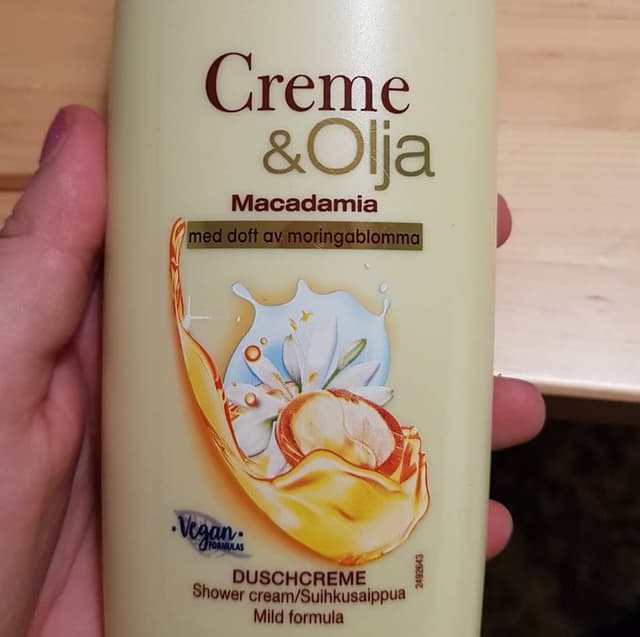 Creme
&Olja
Macadamia
med doft av moringablomma
Vegan
FORMULAS
DUSCHCREME
Shower cream/Suihkusaippua
Mild formula
2492643